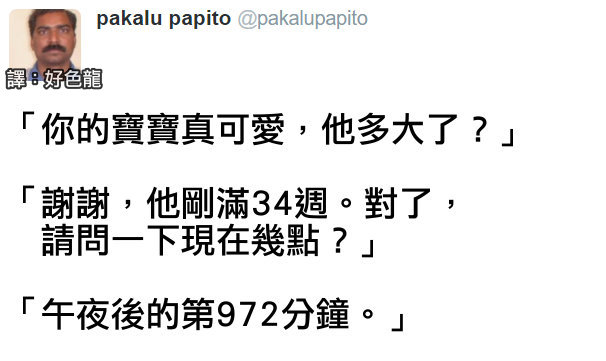 pakalu papito @pakalupapito
譯：好色龍
「你的寶寶真可愛，他多大了？」
「謝謝，他剛滿34週。對了，
請問一下現在幾點？」
「午夜後的第972分鐘。」